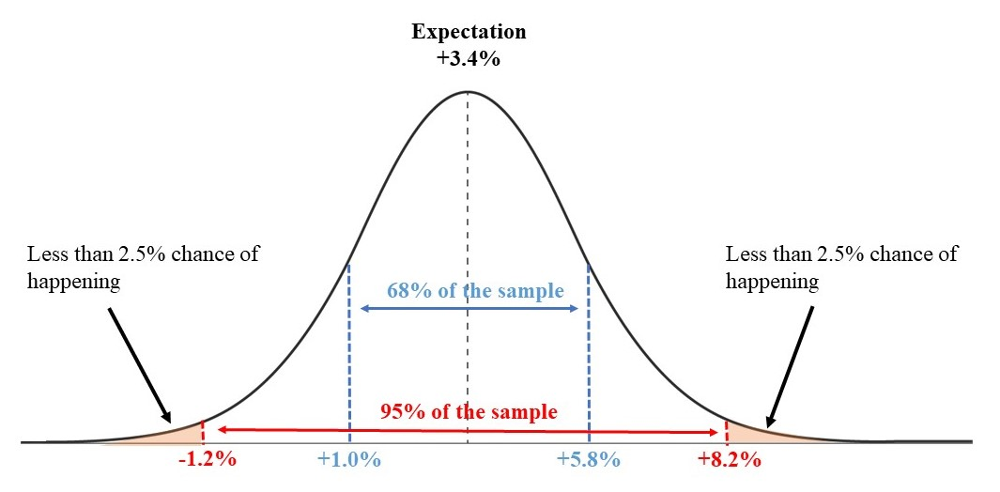 Expectation
+3.4%
Less than 2.5% chance of
happening
Less than 2.5% chance of
happening
68% of the sample
95% of the sample
-1.2%
+1.0%
+5.8%
+8.2%